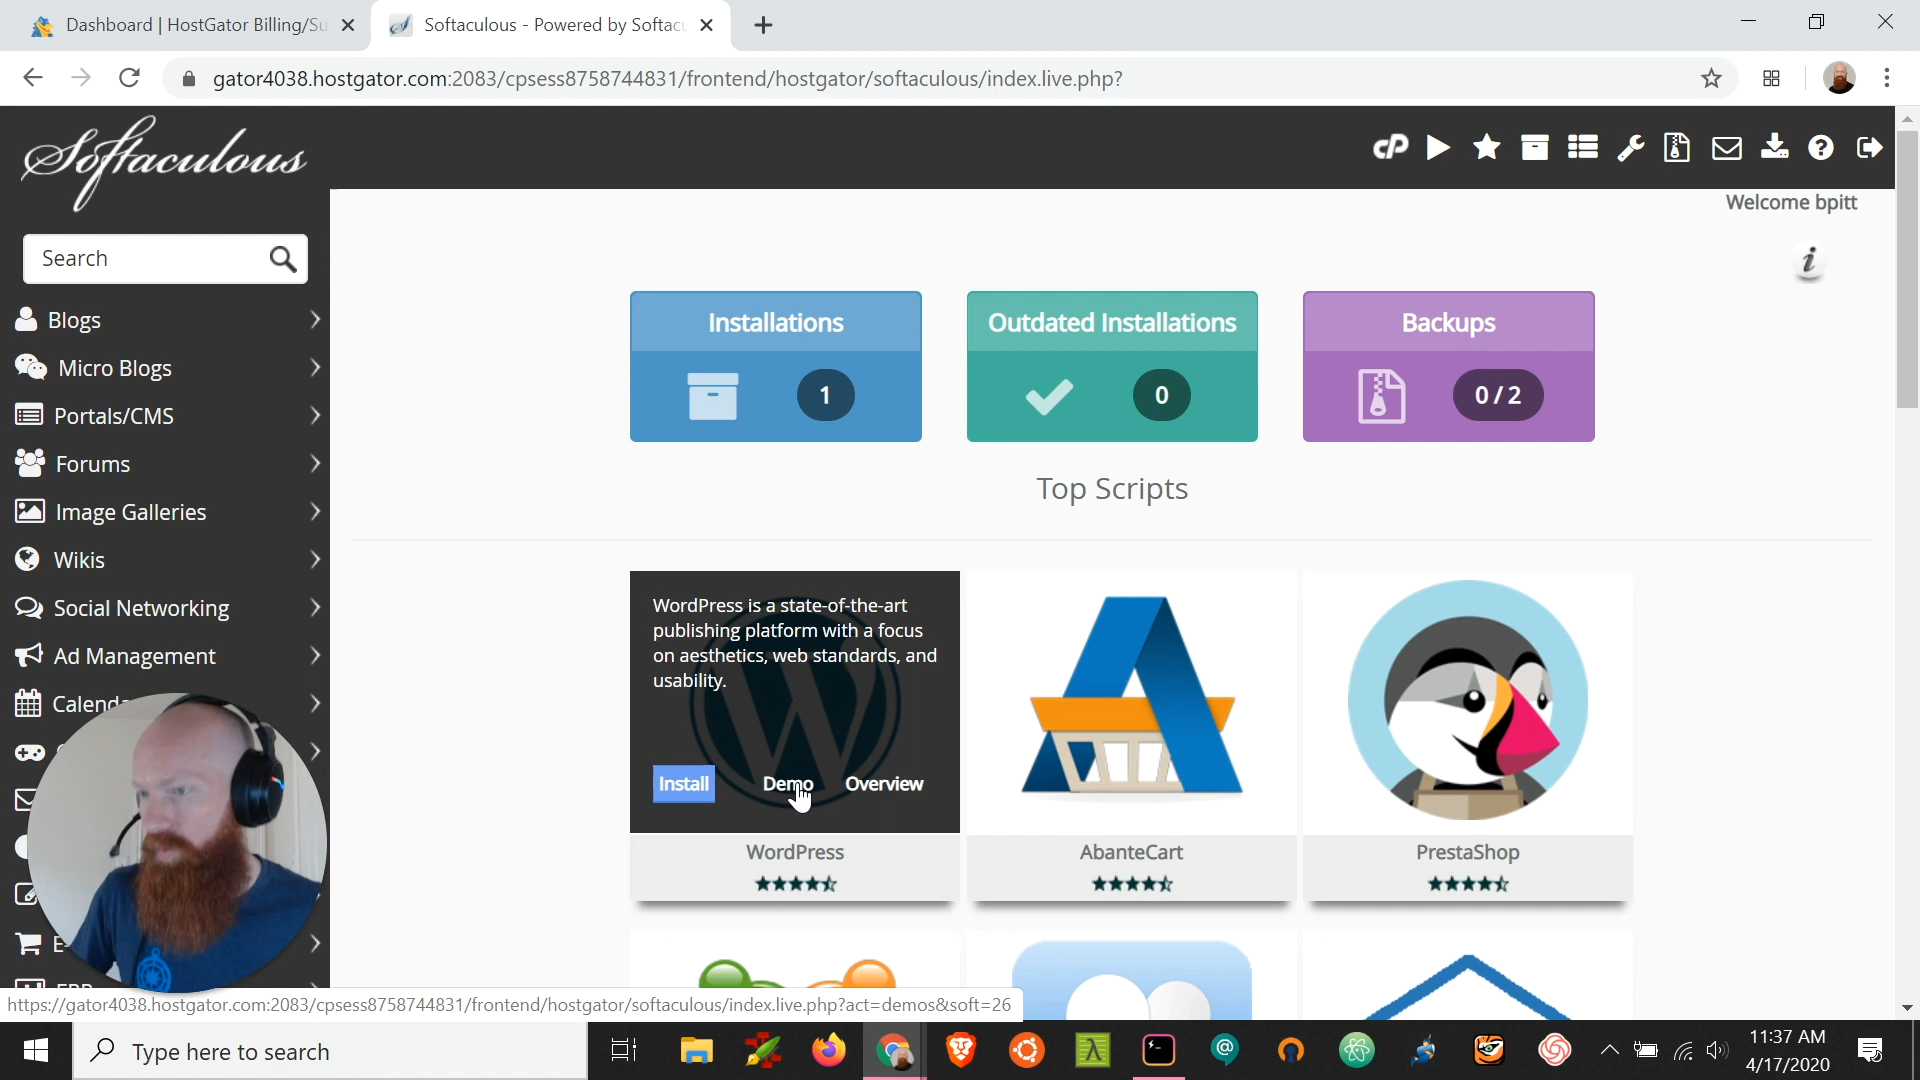 Dashboard | HostGator Billing/Su
Softaculous - Powered by Softac
gator4038.hostgator.com:2083/cpsess8758744831/frontend/hostgator/softaculous/index.live.php?
Softaculous
cP
Welcome bpitt
Search
Blogs
Micro Blogs
Portals/CMS
Forums
Image Galleries
Wikis
Social Networking
Ad Management
Installations
1
Outdated Installations
0
Backups
0 / 2
Top Scripts
WordPress is a state-of-the-art
publishing platform with a focus
on aesthetics, web standards, and
usability.
Install
Demo
Overview
WordPress
AbanteCart
PrestaShop
https://gator4038.hostgator.com:2083/cpsess8758744831/frontend/hostgator/softaculous/index.live.php?act=demos&soft=26
Type here to search
11:37 AM
4/17/2020